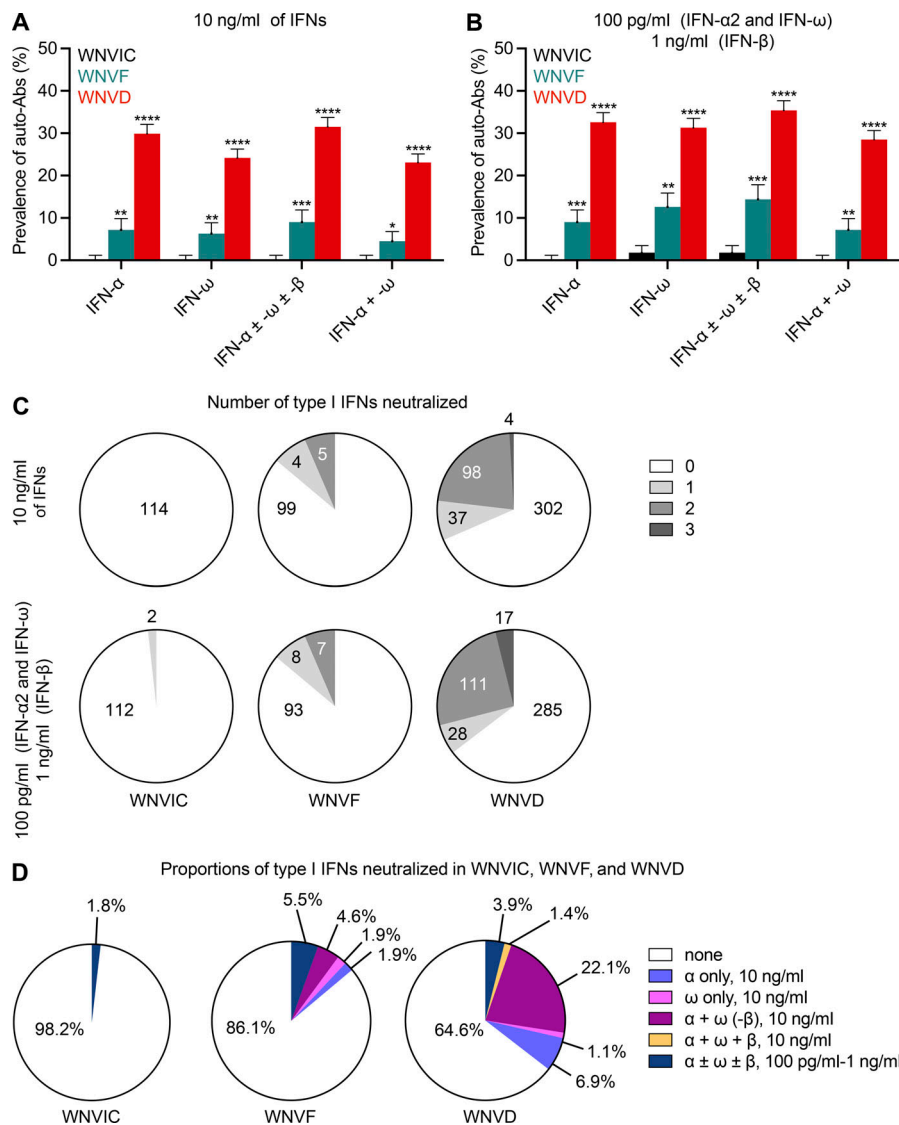 A
10 ng/ml of IFNs
Prevalence of auto-Abs (%)
50
40
30
20
10
0
WNVIC
WNVF
WNVD
** ****
** ****
*** ****
* ****
IFN-α
IFN-ω
IFN-α ± -ω ± -β
IFN-α + -ω
B
100 pg/ml (IFN-α2 and IFN-ω)
1 ng/ml (IFN-β)
Prevalence of auto-Abs (%)
50
40
30
20
10
0
WNVIC
WNVF
WNVD
*** ****
** ****
*** ****
** ****
IFN-α
IFN-ω
IFN-α ± -ω ± -β
IFN-α + -ω
C
Number of type I IFNs neutralized
10 ng/ml
of IFNs
114
4
5
99
4
98
37
302
0
1
2
3
100 pg/ml (IFN-α2 and IFN-ω)
1 ng/ml (IFN-β)
2
112
8
7
93
17
111
28
285
WNVIC
WNVF
WNVD
D
Proportions of type I IFNs neutralized in WNVIC, WNVF, and WNVD
1.8%
98.2%
WNVIC
5.5%
4.6%
1.9%
1.9%
86.1%
WNVF
3.9%
1.4%
22.1%
1.1%
6.9%
64.6%
WNVD
none
α only, 10 ng/ml
ω only, 10 ng/ml
α + ω (-β), 10 ng/ml
α + ω + β, 10 ng/ml
α ± ω ± β, 100 pg/ml-1 ng/ml